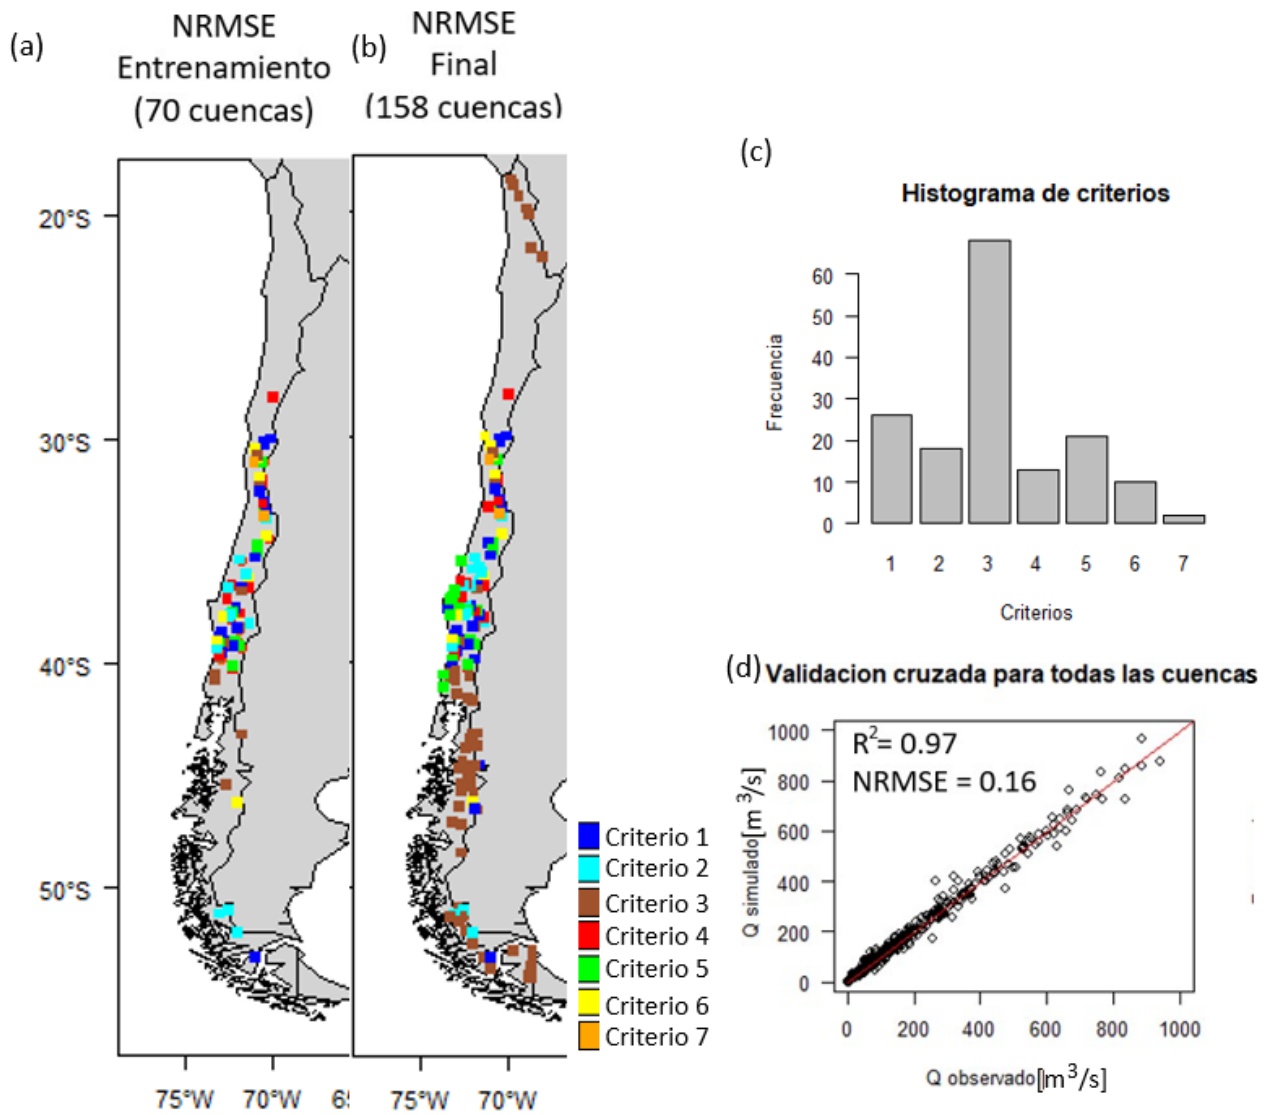 (a)
NRMSE
Entrenamiento
(70 cuencas)
(b)
NRMSE
Final
(158 cuencas)
20°S
30°S
40°S
50°S
75°W
70°W
75°W
70°W
Criterio 1
Criterio 2
Criterio 3
Criterio 4
Criterio 5
Criterio 6
Criterio 7
(c)
Histograma de criterios
Frecuencia
60
50
40
30
20
10
0
1 2 3 4 5 6 7
Criterios
(d) Validacion cruzada para todas las cuencas
R²= 0.97
NRMSE = 0.16
Q simulado[m³/s]
1000
800
600
400
200
0
0 200 400 600 800 1000
Q observado[m³/s]